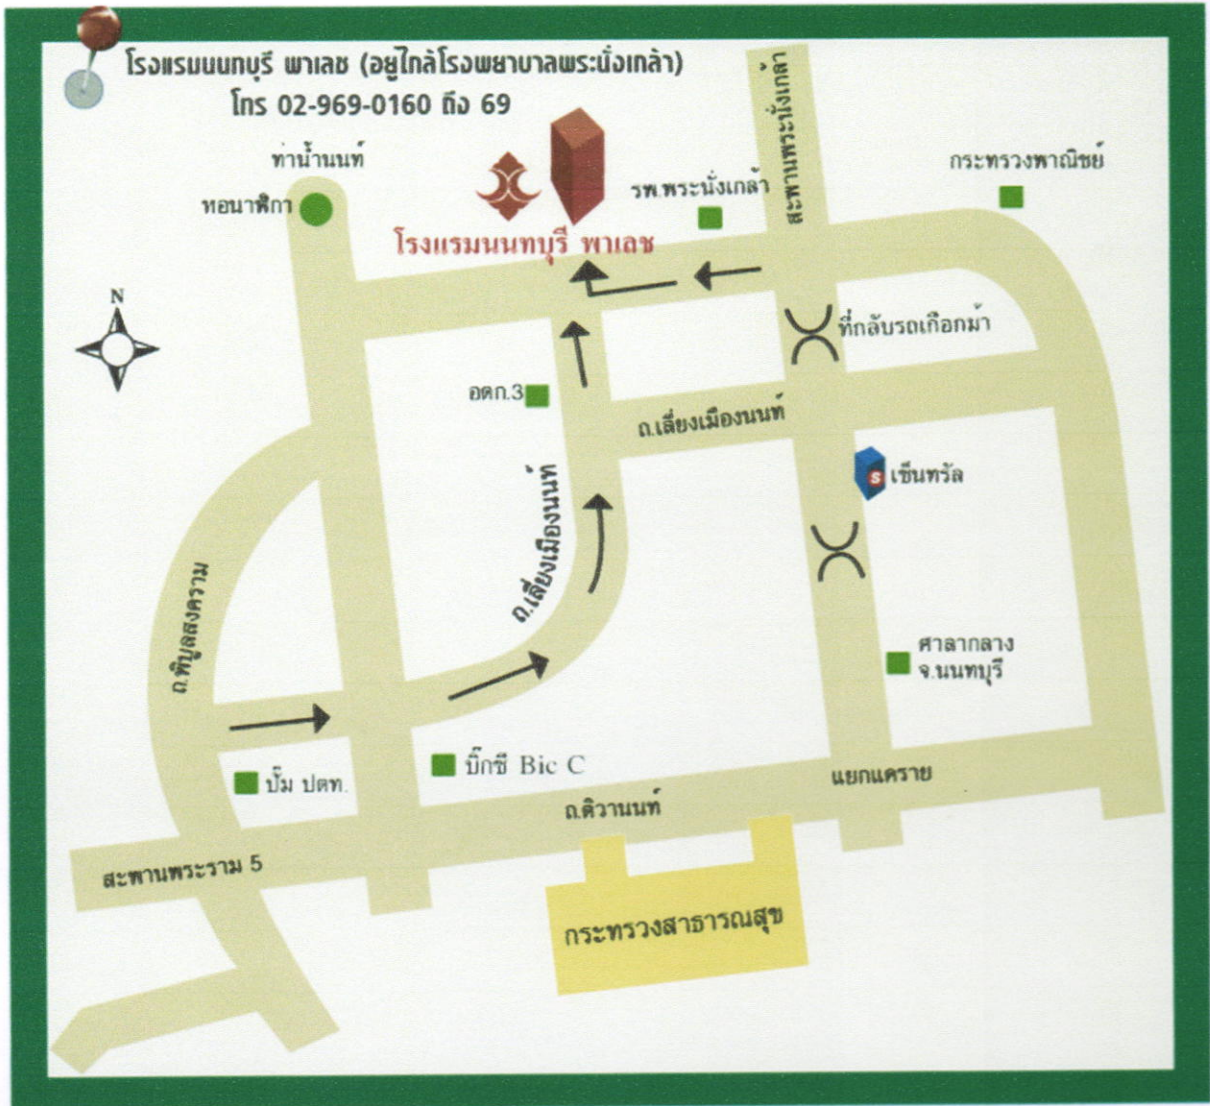 โรงแรมนนทบุรี พาเลช (อยู่ใกล้โรงพยาบาลพระนั่งเกล้า)
โทร 02-969-0160 ถึง 69
ท่าน้ำนนท์
หอนาฬิกา
โรงแรมนนทบุรี พาเลช
รพ.พระนั่งเกล้า
สะพานพระนั่งเกล้า
กระทรวงพาณิชย์
N
ที่กลับรถเกือกม้า
อตก.3
ถ.เลี่ยงเมืองนนท์
S
เซ็นทรัล
ถ.เลี่ยงเมืองนนท์
ถ.พิบูลสงคราม
ศาลากลาง
จ.นนทบุรี
บิ๊กซี Bic C
ปั๊ม ปตท.
แยกแคราย
ถ.ติวานนท์
สะพานพระราม 5
กระทรวงสาธารณสุข